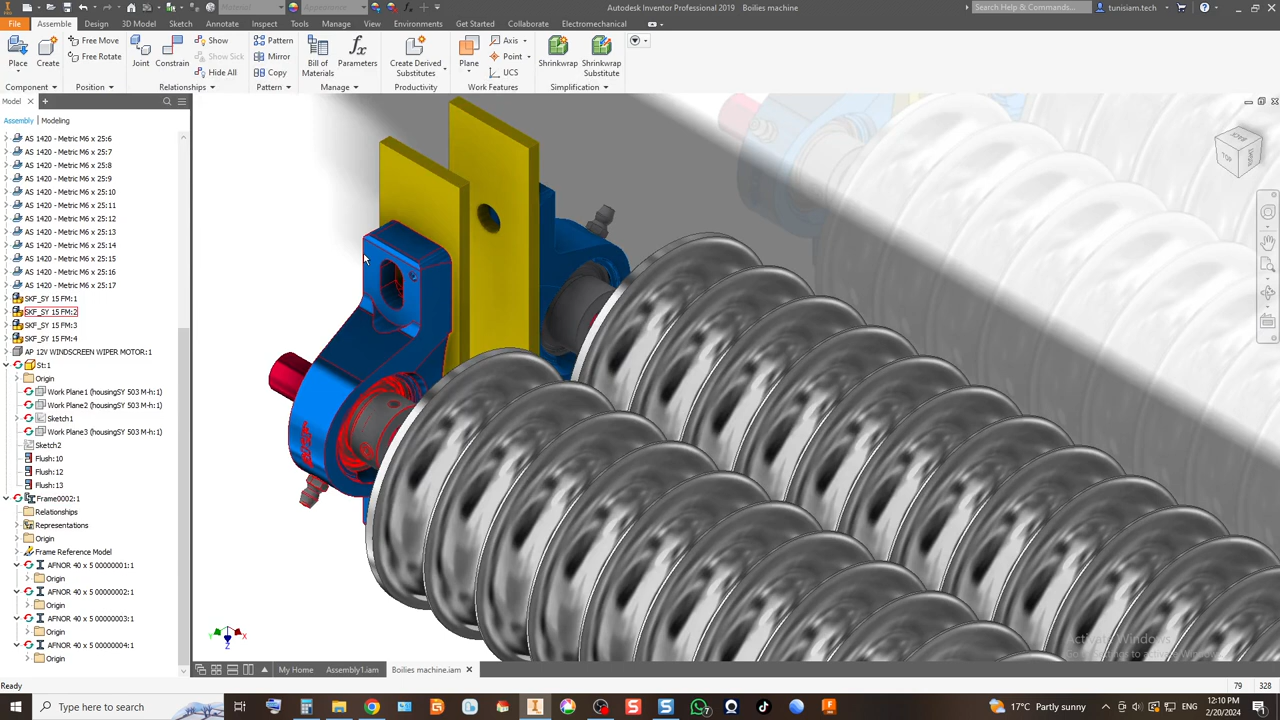 Material
Appearance
Autodesk Inventor Professional 2019   Boilies machine
Search Help & Commands...
tunisiam.tech
File
Assemble
Design
3D Model
Sketch
Annotate
Inspect
Tools
Manage
View
Environments
Get Started
Vault
Add-Ins
BIM Content
Collaborate
Electromechanical
Place
Create
Free Move
Free Rotate
Joint
Constrain
Show
Show Sick
Hide All
Pattern
Mirror
Copy
Bill of
Materials
Parameters
Create Derived
Substitutes
Plane
Axis
Point
UCS
Shrinkwrap
Shrinkwrap
Substitute
Component
Position
Relationships
Pattern
Manage
Productivity
Work Features
Simplification
Model
Assembly
Modeling
AS 1420 - Metric M6 x 25:6
AS 1420 - Metric M6 x 25:7
AS 1420 - Metric M6 x 25:8
AS 1420 - Metric M6 x 25:9
AS 1420 - Metric M6 x 25:10
AS 1420 - Metric M6 x 25:11
AS 1420 - Metric M6 x 25:12
AS 1420 - Metric M6 x 25:13
AS 1420 - Metric M6 x 25:14
AS 1420 - Metric M6 x 25:15
AS 1420 - Metric M6 x 25:16
AS 1420 - Metric M6 x 25:17
SKF_SY 15 FM:1
SKF_SY 15 FM:2
SKF_SY 15 FM:3
SKF_SY 15 FM:4
AP 12V WINDSCREEN WIPER MOTOR:1
St:1
Origin
Work Plane1 (housingSY 503 M-h:1)
Work Plane2 (housingSY 503 M-h:1)
Sketch1
Work Plane3 (housingSY 503 M-h:1)
Sketch2
Flush:10
Flush:12
Flush:13
Frame0002:1
Relationships
Representations
Origin
Frame Reference Model
AFNOR 40 x 5 00000001:1
Origin
AFNOR 40 x 5 00000002:1
Origin
AFNOR 40 x 5 00000003:1
Origin
AFNOR 40 x 5 00000004:1
Origin
TOP
Y
X
Z
Activate Windows
My Home
Assembly1.iam
Boilies machine.iam
Ready
79
328
Type here to search
17°C Partly sunny
ENG
12:10 PM
2/20/2024